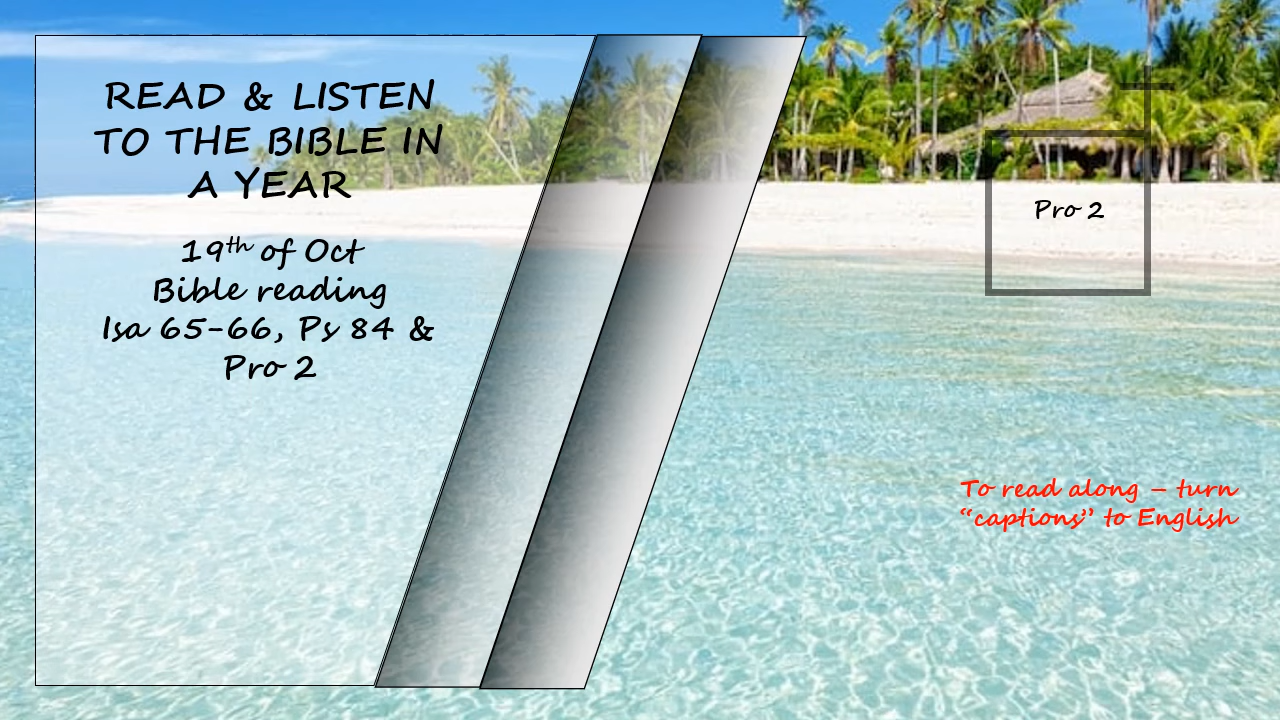 READ & LISTEN
TO THE BIBLE IN
A YEAR
19th of Oct
Bible reading
Isa 65-66, Ps 84 &
Pro 2
Pro 2
To read along – turn
“captions” to English